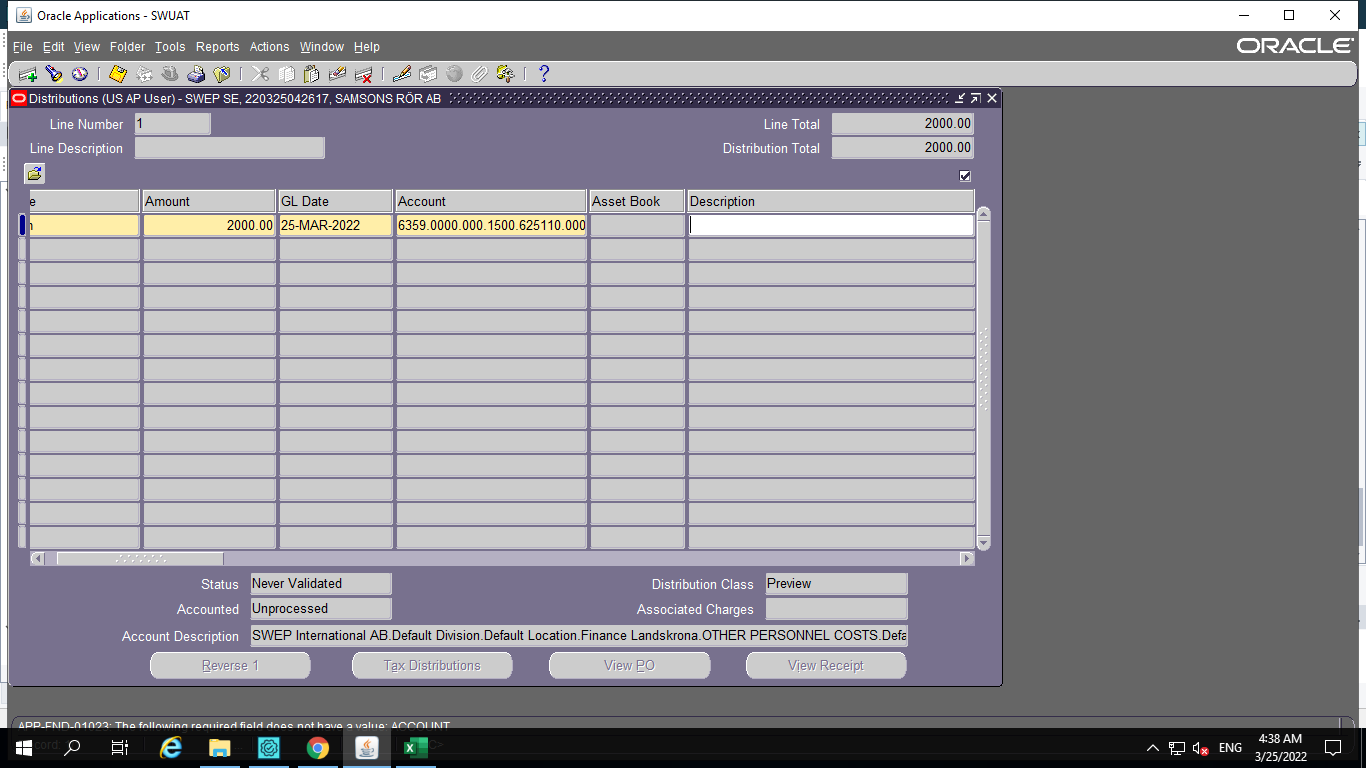 Oracle Applications - SWUAT
File Edit View Folder Tools Reports Actions Window Help
ORACLE
Distributions (US AP User) - SWEP SE, 220325042617, SAMSONS RÖR AB
Line Number 1
Line Total 2000.00
Line Description
Distribution Total 2000.00
e Amount GL Date Account Asset Book Description
n 2000.00 25-MAR-2022 6359.0000.000.1500.625110.000
Status Never Validated
Distribution Class Preview
Accounted Unprocessed
Associated Charges
Account Description SWEP International AB.Default Division.Default Location.Finance Landskrona.OTHER PERSONNEL COSTS.Defa
Reverse 1 Tax Distributions View PO View Receipt
APP-FND-01023: The following required field does not have a value: ACCOUNT
ENG
4:38 AM
3/25/2022